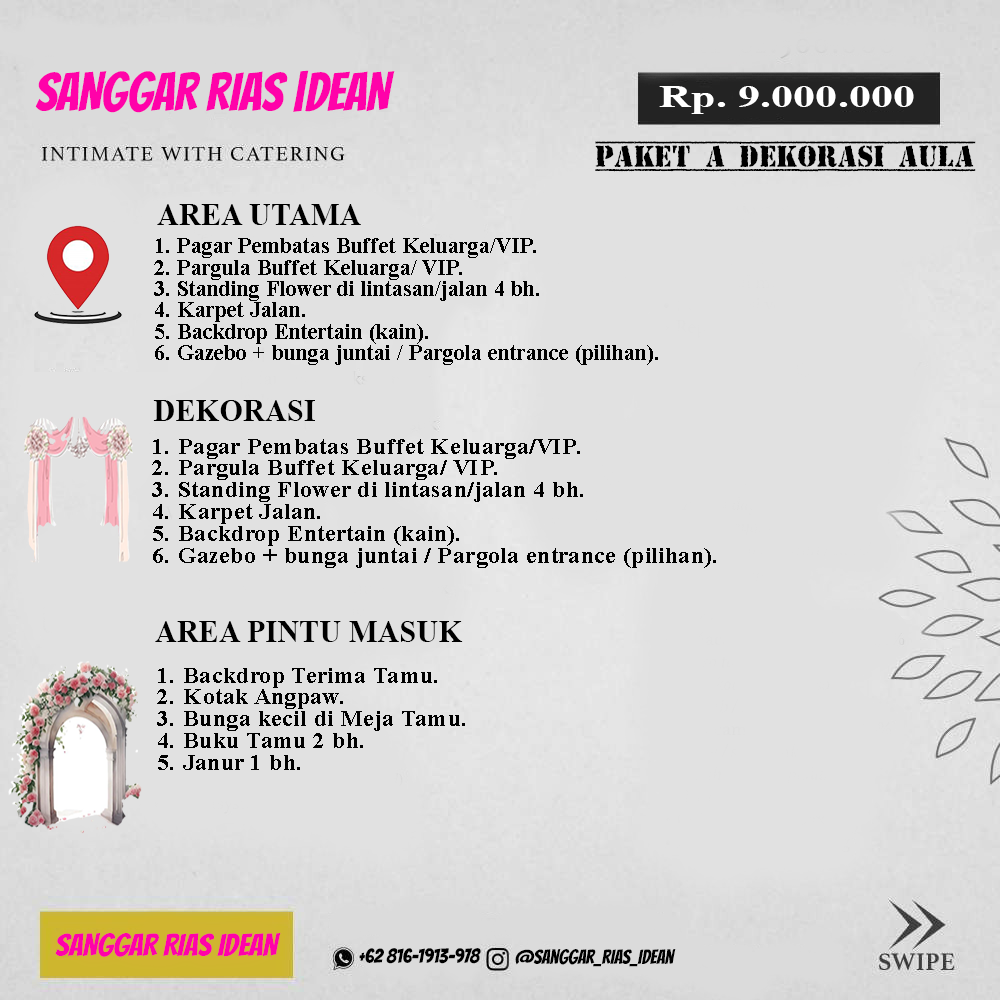 SANGGAR RIAS IDEAN
Rp. 9.000.000
INTIMATE WITH CATERING
PAKET A DEKORASI AULA
AREA UTAMA
1. Pagar Pembatas Buffet Keluarga/VIP.
2. Pargula Buffet Keluarga/ VIP.
3. Standing Flower di lintasan/jalan 4 bh.
4. Karpet Jalan.
5. Backdrop Entertain (kain).
6. Gazebo + bunga juntai / Pargola entrance (pilihan).
DEKORASI
1. Pagar Pembatas Buffet Keluarga/VIP.
2. Pargula Buffet Keluarga/ VIP.
3. Standing Flower di lintasan/jalan 4 bh.
4. Karpet Jalan.
5. Backdrop Entertain (kain).
6. Gazebo + bunga juntai / Pargola entrance (pilihan).
AREA PINTU MASUK
1. Backdrop Terima Tamu.
2. Kotak Angpaw.
3. Bunga kecil di Meja Tamu.
4. Buku Tamu 2 bh.
5. Janur 1 bh.
SANGGAR RIAS IDEAN
+62 816-1913-978 @SANGGAR_RIAS_IDEAN
SWIPE